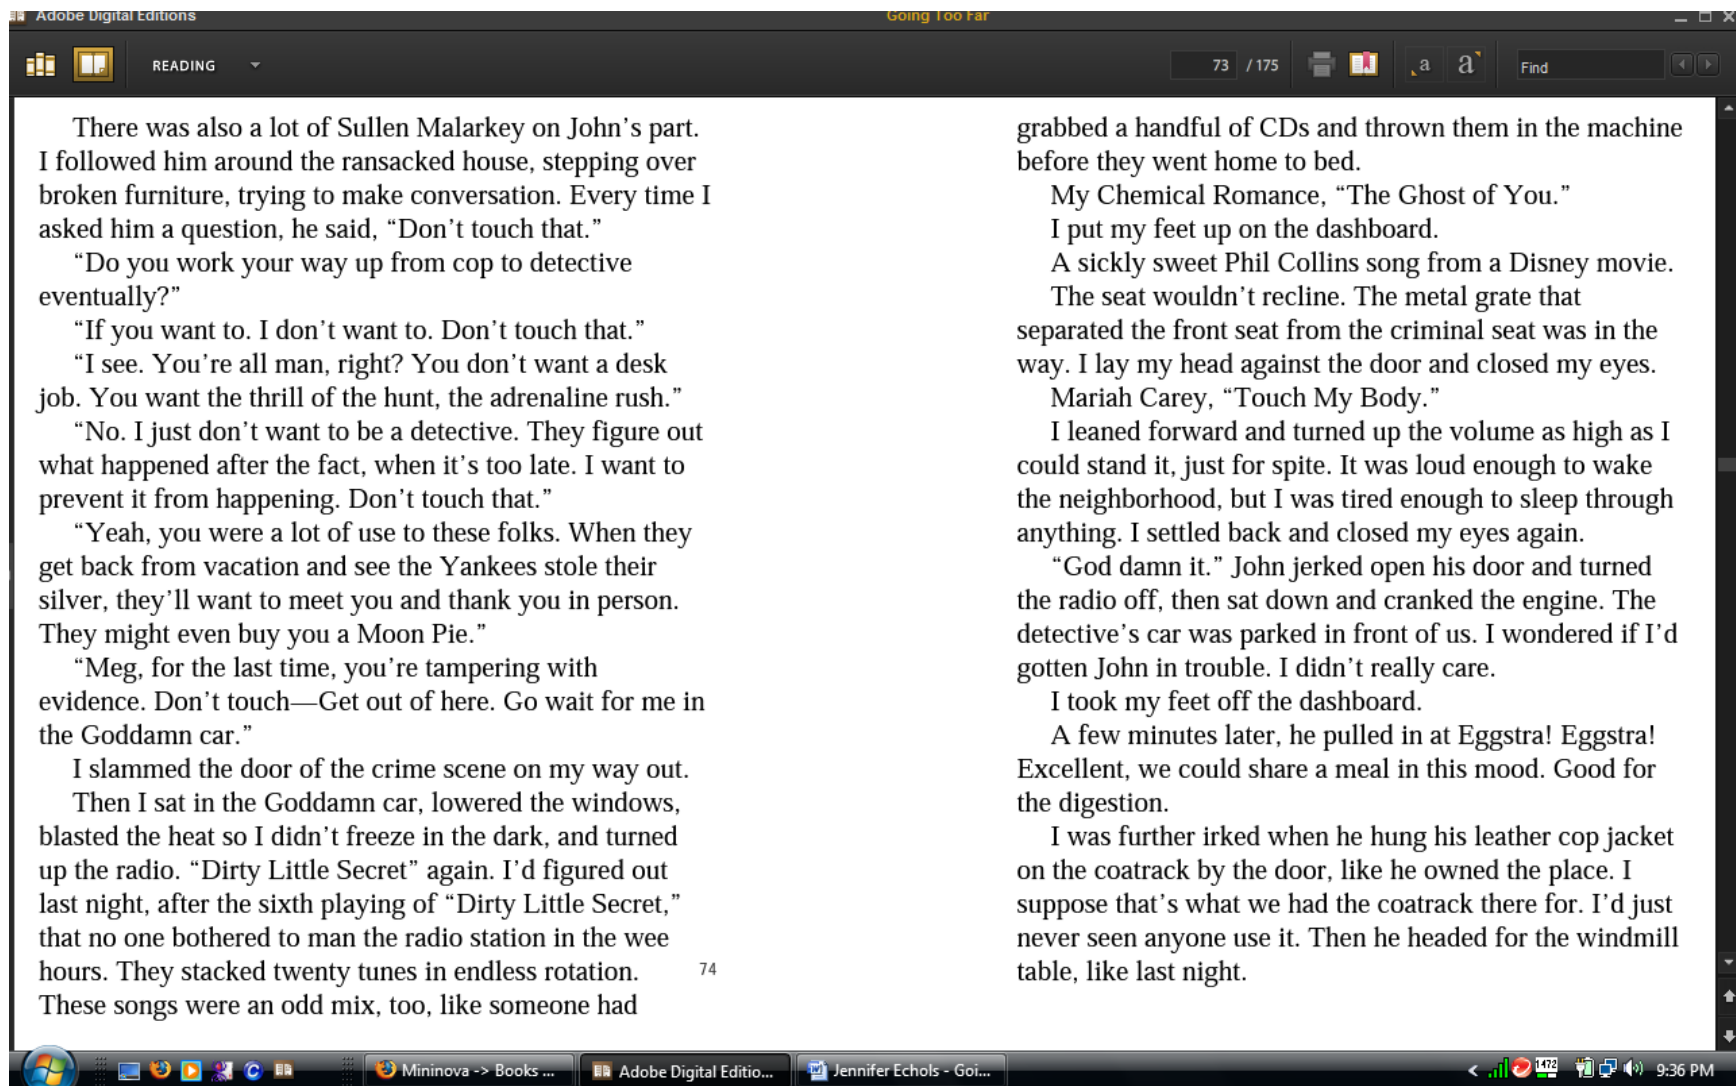 Adobe Digital Editions
Going Too Far
READING
73 / 175
a
a
Find
There was also a lot of Sullen Malarkey on John’s part.
I followed him around the ransacked house, stepping over
broken furniture, trying to make conversation. Every time I
asked him a question, he said, “Don’t touch that.”
“Do you work your way up from cop to detective
eventually?”
“If you want to. I don’t want to. Don’t touch that.”
“I see. You’re all man, right? You don’t want a desk
job. You want the thrill of the hunt, the adrenaline rush.”
“No. I just don’t want to be a detective. They figure out
what happened after the fact, when it’s too late. I want to
prevent it from happening. Don’t touch that.”
“Yeah, you were a lot of use to these folks. When they
get back from vacation and see the Yankees stole their
silver, they’ll want to meet you and thank you in person.
They might even buy you a Moon Pie.”
“Meg, for the last time, you’re tampering with
evidence. Don’t touch—Get out of here. Go wait for me in
the Goddamn car.”
I slammed the door of the crime scene on my way out.
Then I sat in the Goddamn car, lowered the windows,
blasted the heat so I didn’t freeze in the dark, and turned
up the radio. “Dirty Little Secret” again. I’d figured out
last night, after the sixth playing of “Dirty Little Secret,”
that no one bothered to man the radio station in the wee
hours. They stacked twenty tunes in endless rotation.
These songs were an odd mix, too, like someone had
74
grabbed a handful of CDs and thrown them in the machine
before they went home to bed.
My Chemical Romance, “The Ghost of You.”
I put my feet up on the dashboard.
A sickly sweet Phil Collins song from a Disney movie.
The seat wouldn’t recline. The metal grate that
separated the front seat from the criminal seat was in the
way. I lay my head against the door and closed my eyes.
Mariah Carey, “Touch My Body.”
I leaned forward and turned up the volume as high as I
could stand it, just for spite. It was loud enough to wake
the neighborhood, but I was tired enough to sleep through
anything. I settled back and closed my eyes again.
“God damn it.” John jerked open his door and turned
the radio off, then sat down and cranked the engine. The
detective’s car was parked in front of us. I wondered if I’d
gotten John in trouble. I didn’t really care.
I took my feet off the dashboard.
A few minutes later, he pulled in at Eggstra! Eggstra!
Excellent, we could share a meal in this mood. Good for
the digestion.
I was further irked when he hung his leather cop jacket
on the coatrack by the door, like he owned the place. I
suppose that’s what we had the coatrack there for. I’d just
never seen anyone use it. Then he headed for the windmill
table, like last night.
Mininova -> Books ...
Adobe Digital Editio...
Jennifer Echols - Goi...
1472
9:36 PM